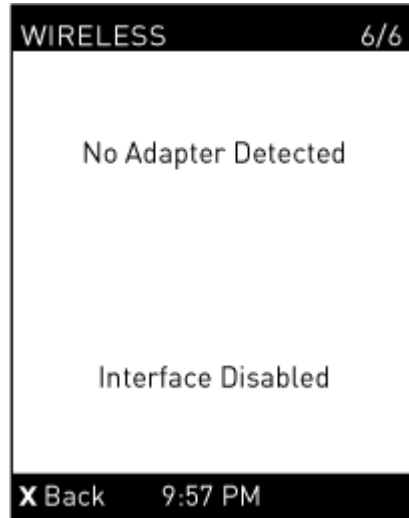 WIRELESS 6/6
No Adapter Detected
Interface Disabled
X Back 9:57 PM